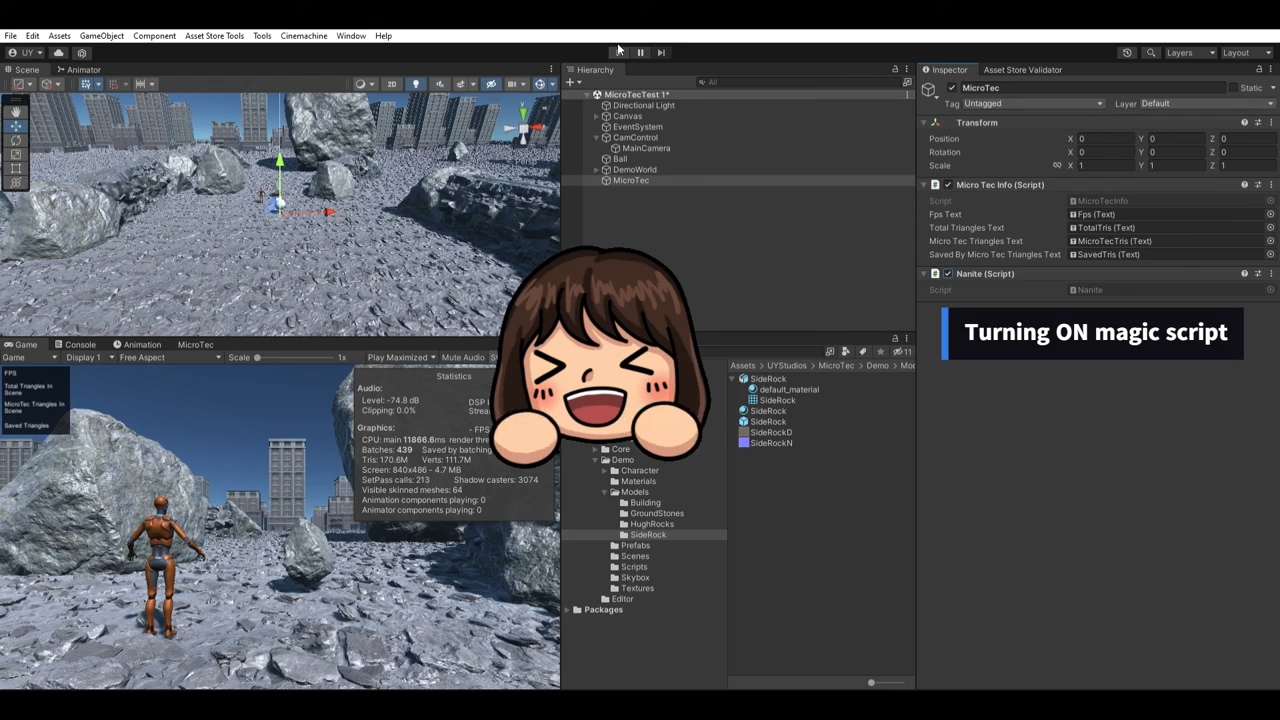 File Edit Assets GameObject Component Asset Store Tools Tools Cinemachine Window Help
UY
Layers Layout
Scene Animator
2D
Hierarchy
All
MicroTecTest 1*
Directional Light
Canvas
EventSystem
CamControl
MainCamera
Ball
DemoWorld
MicroTec
Inspector Asset Store Validator
MicroTec Static
Tag Untagged Layer Default
Transform
Position X 0 Y 0 Z 0
Rotation X 0 Y 0 Z 0
Scale X 1 Y 1 Z 1
Micro Tec Info (Script)
Script MicroTecInfo
Fps Text Fps (Text)
Total Triangles Text TotalTris (Text)
Micro Tec Triangles Text MicroTecTris (Text)
Saved By Micro Tec Triangles Text SavedTris (Text)
Nanite (Script)
Script Nanite
Turning ON magic script
Game Console Animation MicroTec
Game Display 1 Free Aspect Scale 1x Play Maximized Mute Audio
FPS
Total Triangles In
Scene
MicroTec Triangles In
Scene
Saved Triangles
Statistics
Audio:
Level: -74.8 dB DSP
Clipping: 0.0%
Graphics:
CPU: main 11866.6ms render
Batches: 439 Saved by batching
Tris: 170.6M Verts: 111.7M
Screen: 840x486 - 4.7 MB
SetPass calls: 213 Shadow casters: 3074
Visible skinned meshes: 64
Animation components playing: 0
Animator components playing: 0
11
Core
Demo
Character
Materials
Models
Building
GroundStones
HughRocks
SideRock
Prefabs
Scenes
Scripts
Skybox
Textures
Editor
Packages
Assets UYStudios MicroTec Demo
SideRock
default_material
SideRock
SideRock
SideRock
SideRockD
SideRockN